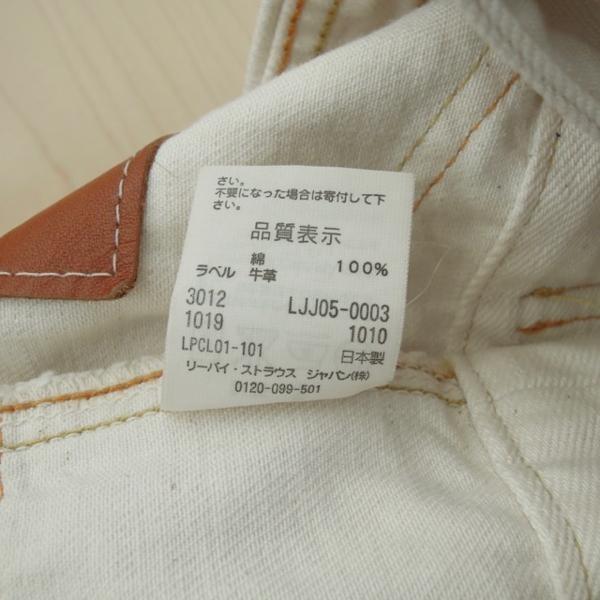 さい。
不要になった場合は寄付して下
さい。
品質表示
綿 100%
ラベル 牛革
3012 LJJ05-0003
1019 1010
LPCL01-101 日本製
リーバイ・ストラウス ジャパン(株)
0120-099-501